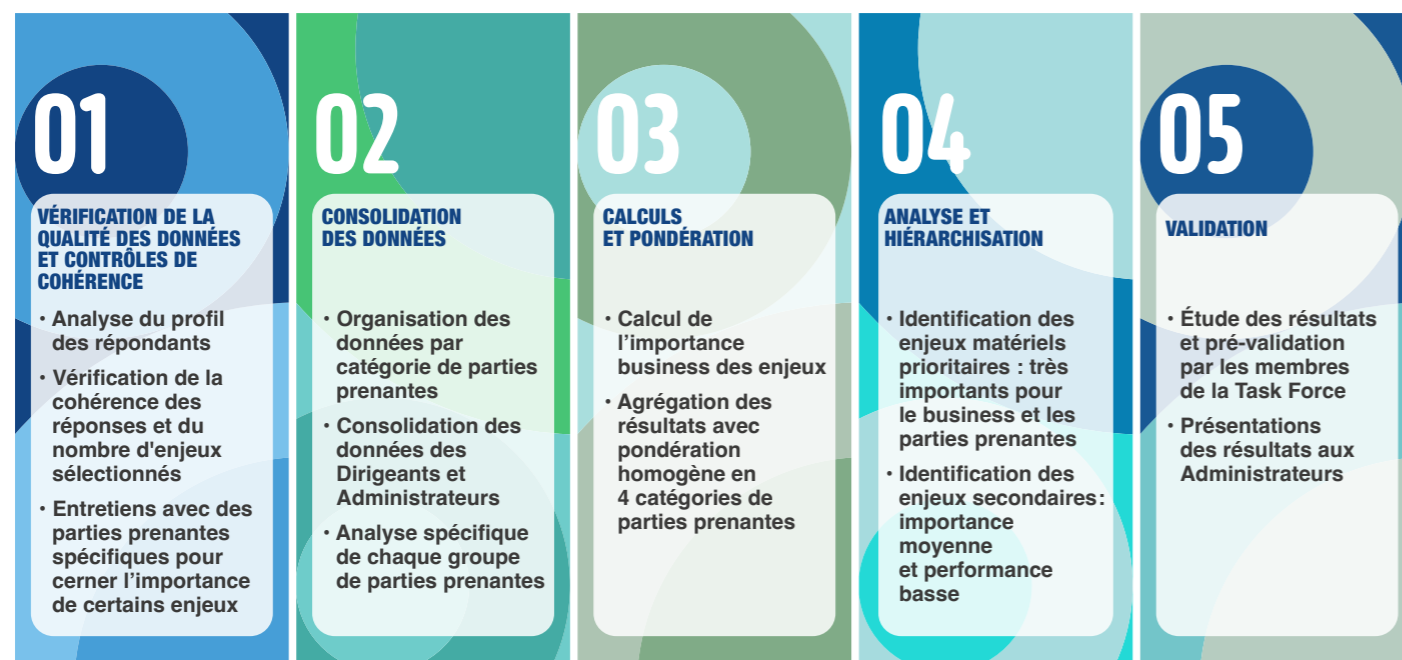 01
VÉRIFICATION DE LA
QUALITÉ DES DONNÉES
ET CONTRÔLES DE
COHÉRENCE
• Analyse du profil
des répondants
• Vérification de la
cohérence des
réponses et du
nombre d'enjeux
sélectionnés
• Entretiens avec des
parties prenantes
spécifiques pour
cerner l’importance
de certains enjeux
02
CONSOLIDATION
DES DONNÉES
• Organisation des
données par
catégorie de parties
prenantes
• Consolidation des
données des
Dirigeants et
Administrateurs
• Analyse spécifique
de chaque groupe
de parties prenantes
03
CALCULS
ET PONDÉRATION
• Calcul de
l’importance
business des enjeux
• Agrégation des
résultats avec
pondération
homogène en
4 catégories de
parties prenantes
04
ANALYSE ET
HIÉRARCHISATION
• Identification des
enjeux matériels
prioritaires : très
importants pour
le business et les
parties prenantes
• Identification des
enjeux secondaires:
importance
moyenne
et performance
basse
05
VALIDATION
• Étude des résultats
et pré-validation
par les membres
de la Task Force
• Présentations
des résultats aux
Administrateurs